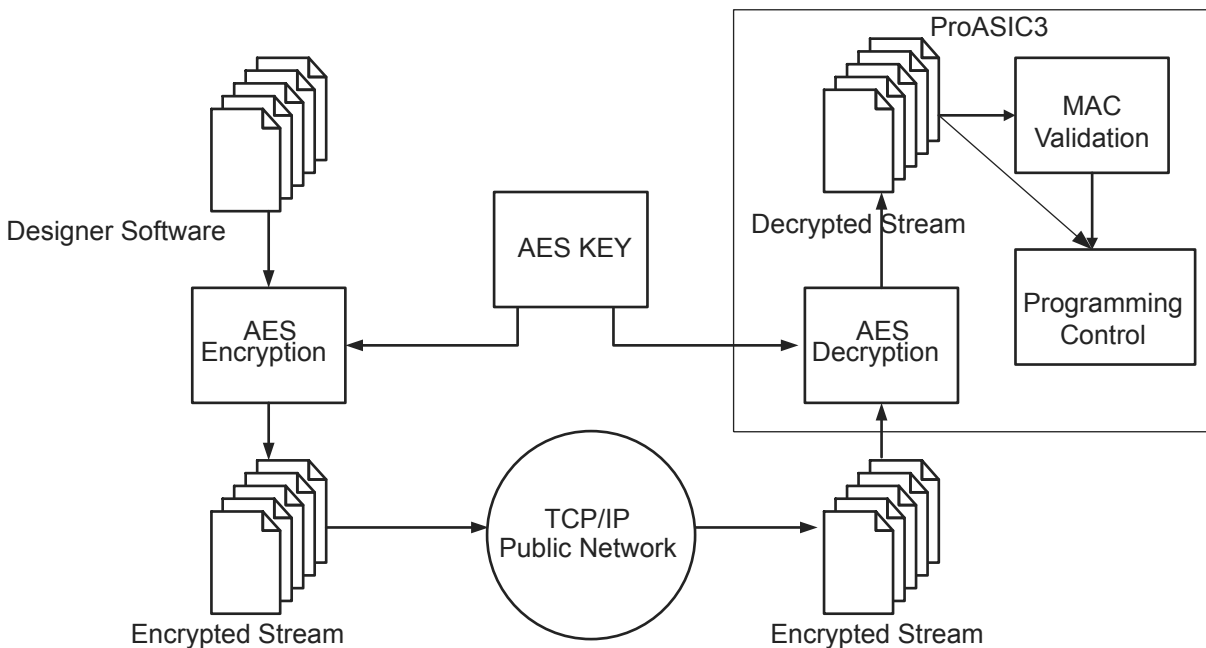 ProASIC3
MAC
Validation
Designer Software
Decrypted Stream
AES KEY
Programming
Control
AES
Encryption
AES
Decryption
TCP/IP
Public Network
Encrypted Stream
Encrypted Stream